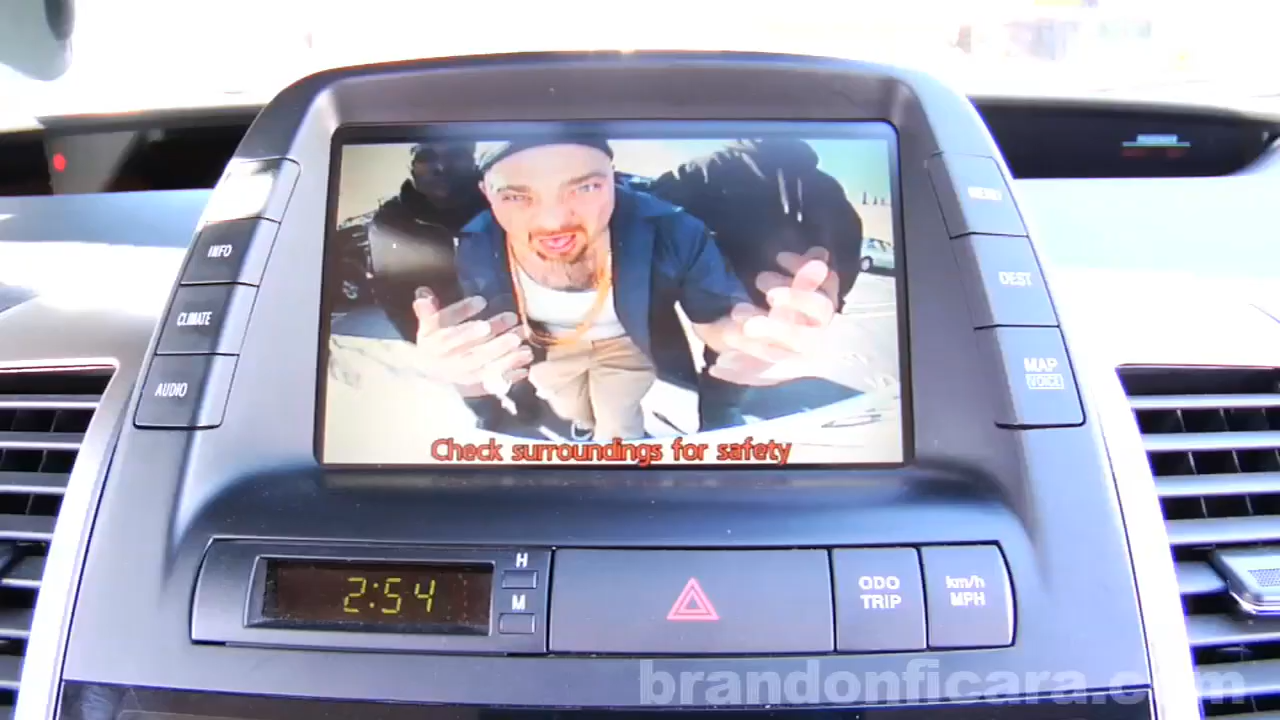 INFO
CLIMATE
AUDIO
MENU
DEST
MAP
VOICE
Check surroundings for safety
2:54
H
M
ODO
TRIP
km/h
MPH
brandonficara.com